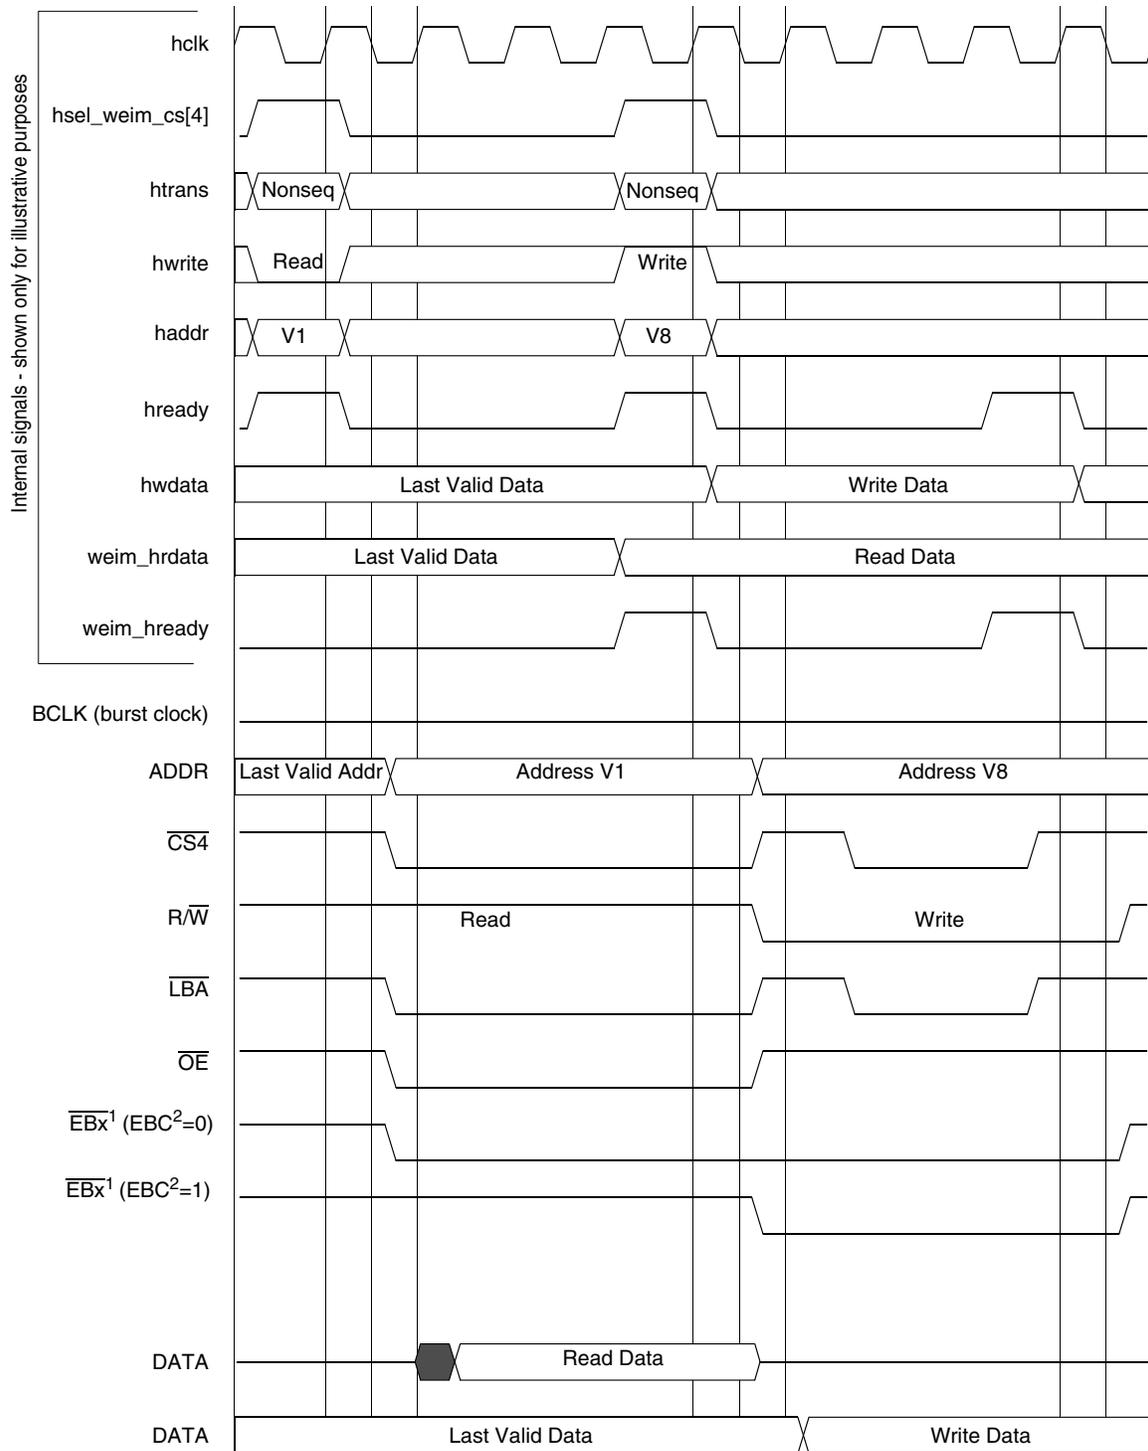 Internal signals - shown only for illustrative purposes
hclk
hsel_weim_cs[4]
htrans Nonseq Nonseq
hwrite Read Write
haddr V1 V8
hready
hwdata Last Valid Data Write Data
weim_hrdata Last Valid Data Read Data
weim_hready
BCLK (burst clock)
ADDR Last Valid Addr Address V1 Address V8
CS4
R/W Read Write
LBA
OE
EBx¹ (EBC²=0)
EBx¹ (EBC²=1)
DATA Read Data
DATA Last Valid Data Write Data